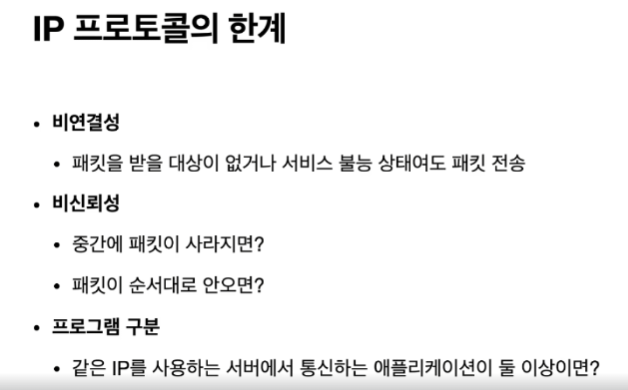 IP 프로토콜의 한계
• 비연결성
• 패킷을 받을 대상이 없거나 서비스 불능 상태여도 패킷 전송
• 비신뢰성
• 중간에 패킷이 사라지면?
• 패킷이 순서대로 안오면?
• 프로그램 구분
• 같은 IP를 사용하는 서버에서 통신하는 애플리케이션이 둘 이상이면?